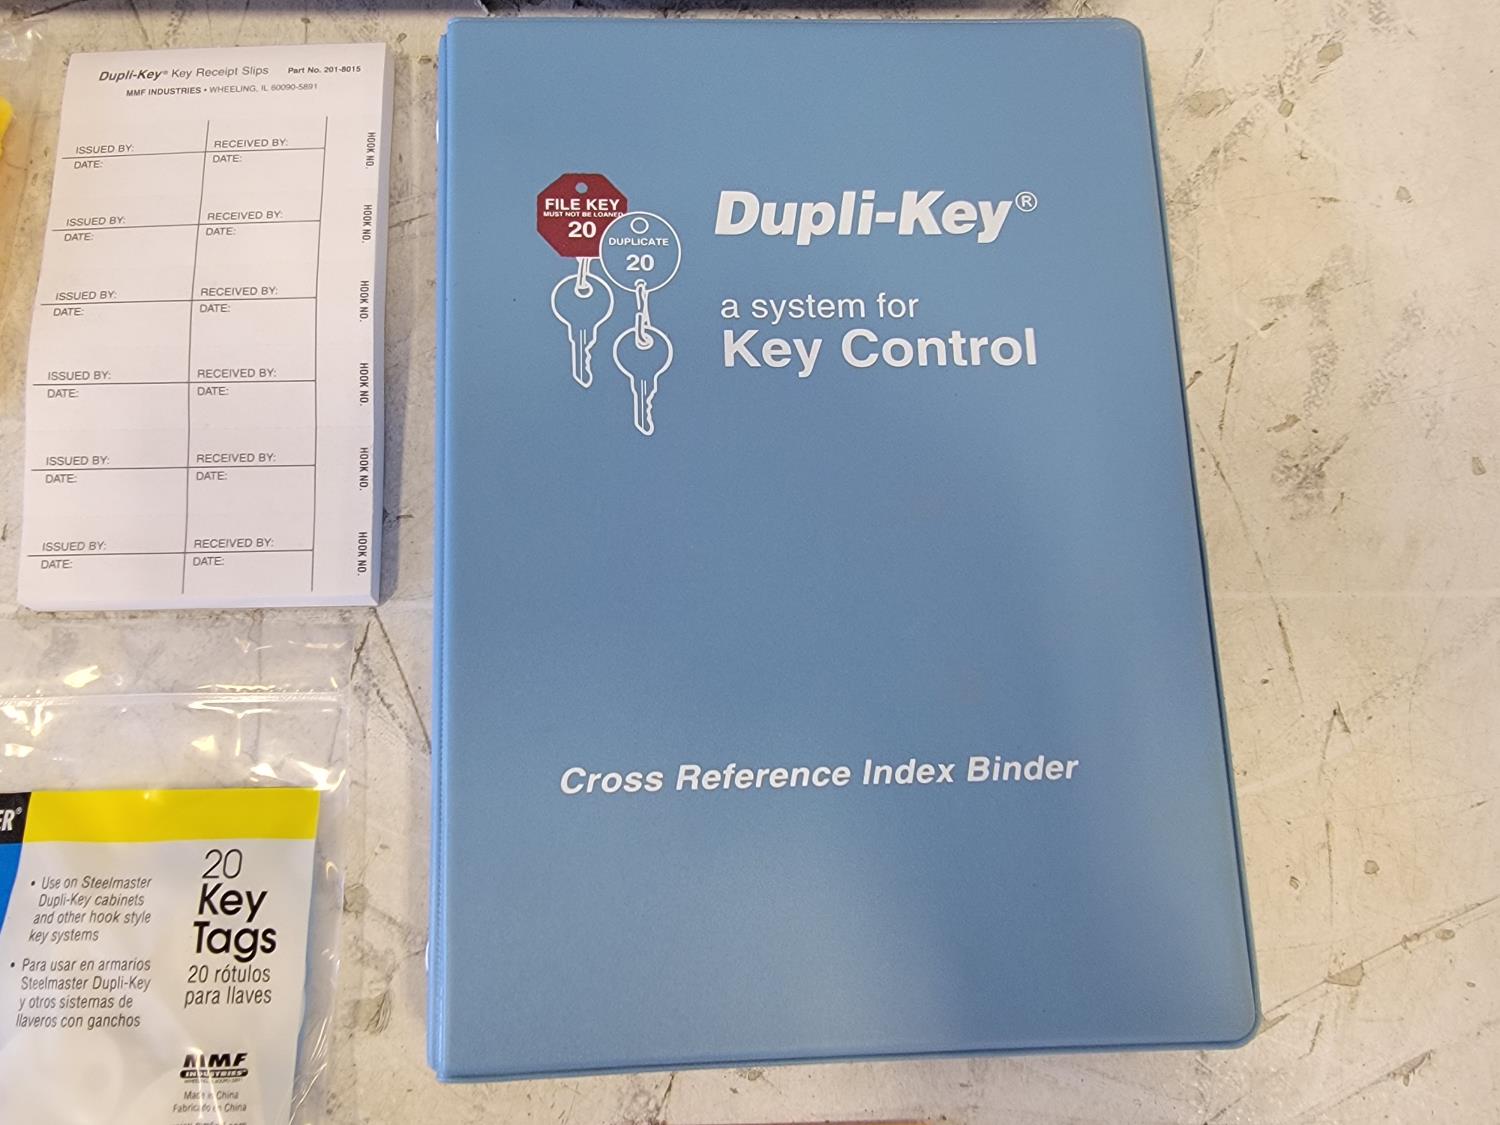 Dupli-Key® Key Receipt Slips Part No. 201-8015
MMF INDUSTRIES • WHEELING, IL 60090-5891
ISSUED BY: RECEIVED BY: HOOK NO.
DATE: DATE:
ISSUED BY: RECEIVED BY: HOOK NO.
DATE: DATE:
ISSUED BY: RECEIVED BY: HOOK NO.
DATE: DATE:
ISSUED BY: RECEIVED BY: HOOK NO.
DATE: DATE:
ISSUED BY: RECEIVED BY: HOOK NO.
DATE: DATE:
ISSUED BY: RECEIVED BY: HOOK NO.
DATE: DATE:
FILE KEY
MUST NOT BE LOANED
20
DUPLICATE
20
Dupli-Key®
a system for
Key Control
Cross Reference Index Binder
ER®
• Use on Steelmaster
Dupli-Key cabinets
and other hook style
key systems
• Para usar en armarios
Steelmaster Dupli-Key
y otros sistemas de
llaveros con ganchos
20
Key
Tags
20 rótulos
para llaves
MMF
INDUSTRIES
Made in China
Fabricado en China